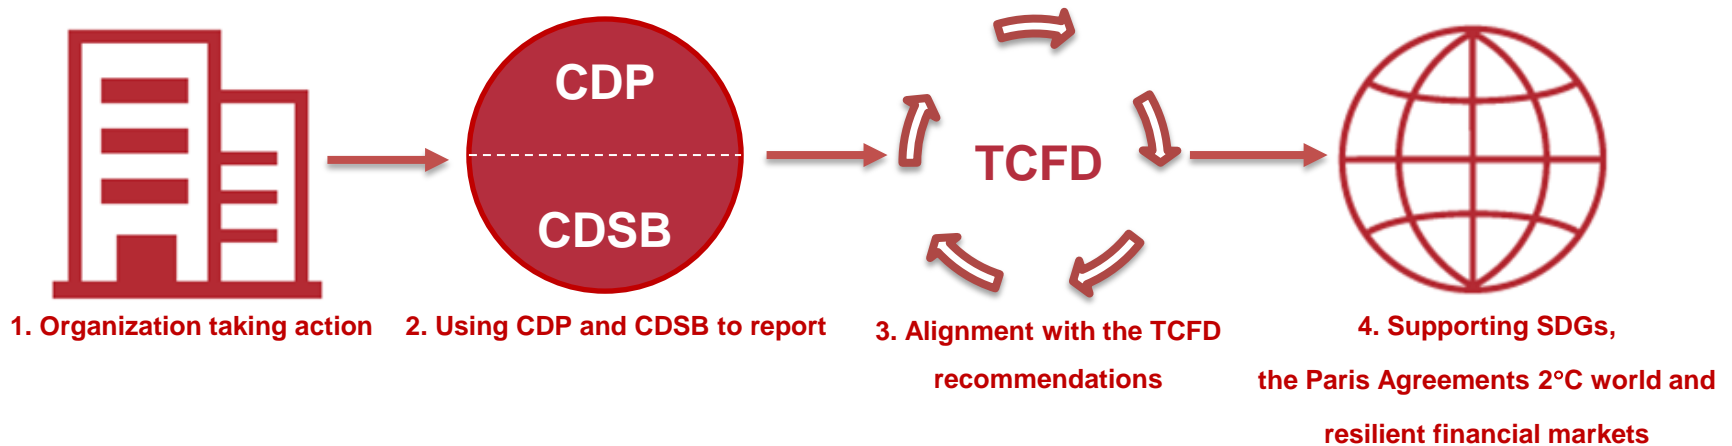 CDP
CDSB
TCFD
1. Organization taking action
2. Using CDP and CDSB to report
3. Alignment with the TCFD
recommendations
4. Supporting SDGs,
the Paris Agreements 2°C world and
resilient financial markets